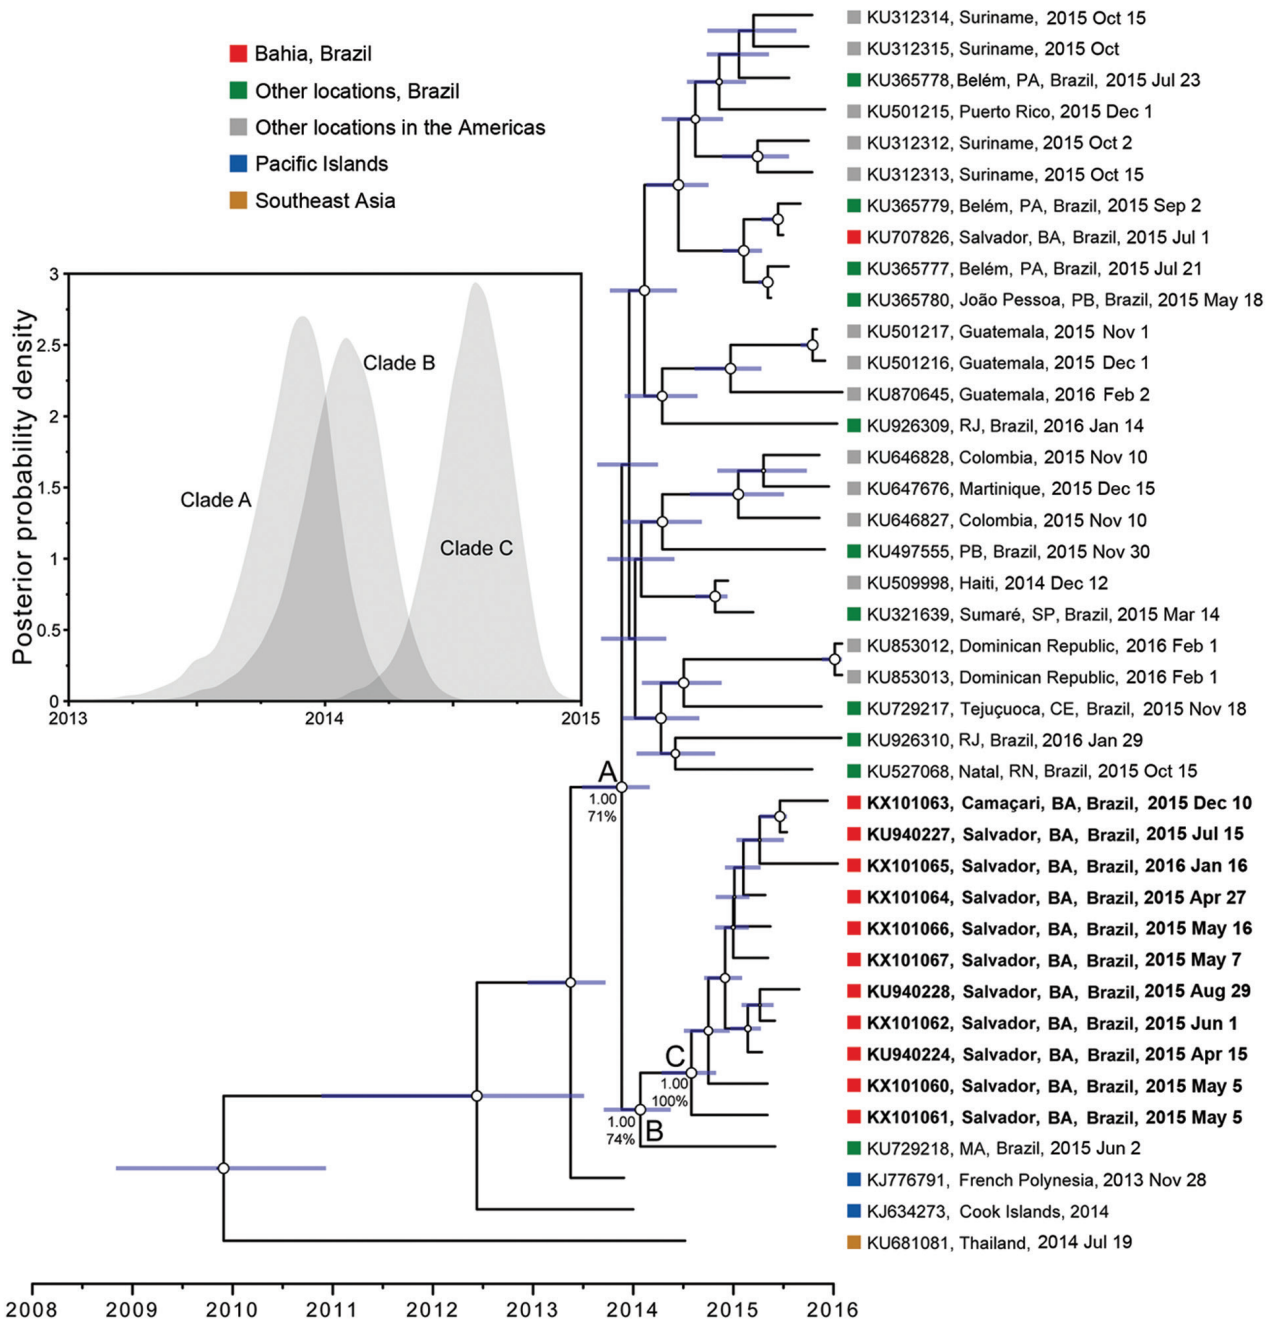 Bahia, Brazil
Other locations, Brazil
Other locations in the Americas
Pacific Islands
Southeast Asia
Posterior probability density
3
2.5
2
1.5
1
0.5
0
2013
2014
2015
Clade A
Clade B
Clade C
KU312314, Suriname, 2015 Oct 15
KU312315, Suriname, 2015 Oct
KU365778, Belém, PA, Brazil, 2015 Jul 23
KU501215, Puerto Rico, 2015 Dec 1
KU312312, Suriname, 2015 Oct 2
KU312313, Suriname, 2015 Oct 15
KU365779, Belém, PA, Brazil, 2015 Sep 2
KU707826, Salvador, BA, Brazil, 2015 Jul 1
KU365777, Belém, PA, Brazil, 2015 Jul 21
KU365780, João Pessoa, PB, Brazil, 2015 May 18
KU501217, Guatemala, 2015 Nov 1
KU501216, Guatemala, 2015 Dec 1
KU870645, Guatemala, 2016 Feb 2
KU926309, RJ, Brazil, 2016 Jan 14
KU646828, Colombia, 2015 Nov 10
KU647676, Martinique, 2015 Dec 15
KU646827, Colombia, 2015 Nov 10
KU497555, PB, Brazil, 2015 Nov 30
KU509998, Haiti, 2014 Dec 12
KU321639, Sumaré, SP, Brazil, 2015 Mar 14
KU853012, Dominican Republic, 2016 Feb 1
KU853013, Dominican Republic, 2016 Feb 1
KU729217, Tejuçuoca, CE, Brazil, 2015 Nov 18
KU926310, RJ, Brazil, 2016 Jan 29
KU527068, Natal, RN, Brazil, 2015 Oct 15
KX101063, Camaçari, BA, Brazil, 2015 Dec 10
KU940227, Salvador, BA, Brazil, 2015 Jul 15
KX101065, Salvador, BA, Brazil, 2016 Jan 16
KX101064, Salvador, BA, Brazil, 2015 Apr 27
KX101066, Salvador, BA, Brazil, 2015 May 16
KX101067, Salvador, BA, Brazil, 2015 May 7
KU940228, Salvador, BA, Brazil, 2015 Aug 29
KX101062, Salvador, BA, Brazil, 2015 Jun 1
KU940224, Salvador, BA, Brazil, 2015 Apr 15
KX101060, Salvador, BA, Brazil, 2015 May 5
KX101061, Salvador, BA, Brazil, 2015 May 5
KU729218, MA, Brazil, 2015 Jun 2
KJ776791, French Polynesia, 2013 Nov 28
KJ634273, Cook Islands, 2014
KU681081, Thailand, 2014 Jul 19
A
1.00
71%
C
1.00
100%
B
1.00
74%
2008
2009
2010
2011
2012
2013
2014
2015
2016